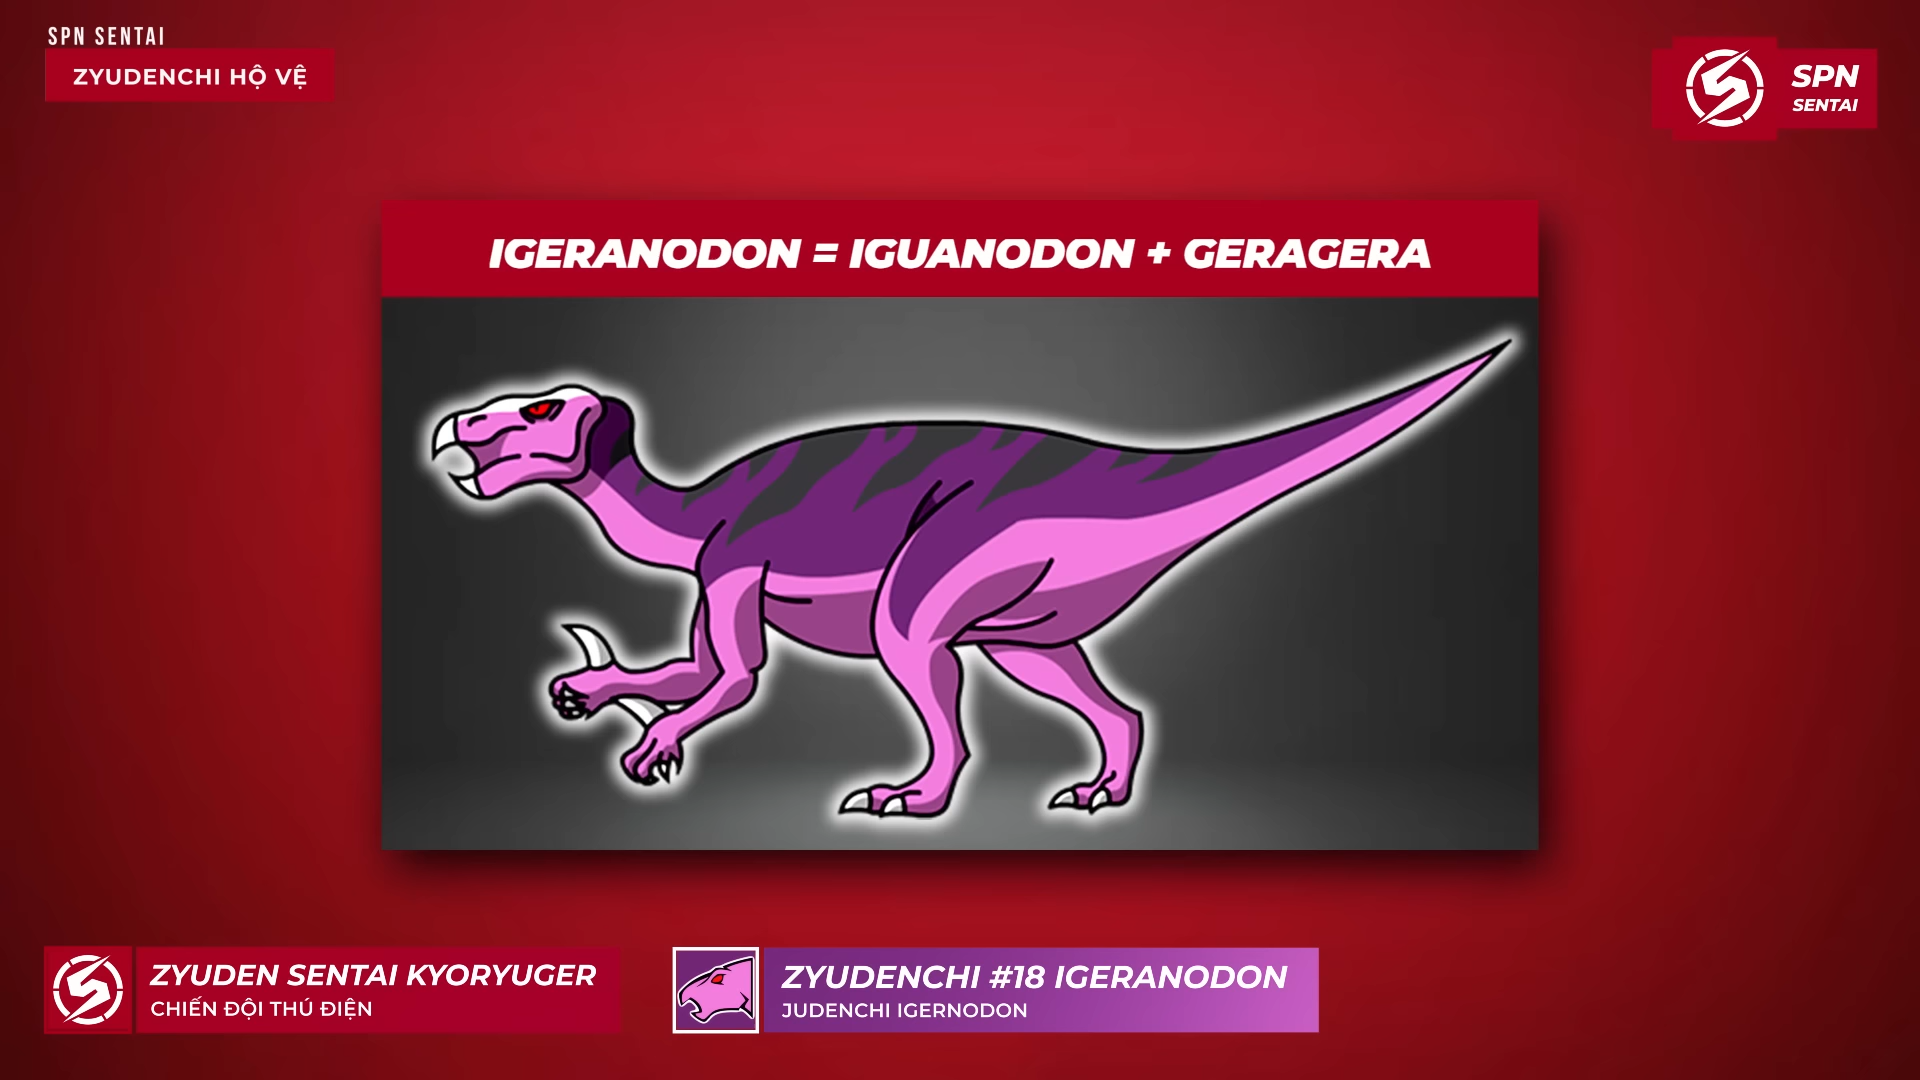 SPN SENTAI
ZYUDENCHI HỘ VỆ
SPN
SENTAI
IGERANODON = IGUANODON + GERAGERA
ZYUDEN SENTAI KYORYUGER
CHIẾN ĐỘI THÚ ĐIỆN
ZYUDENCHI #18 IGERANODON
JUDENCHI IGERNODON